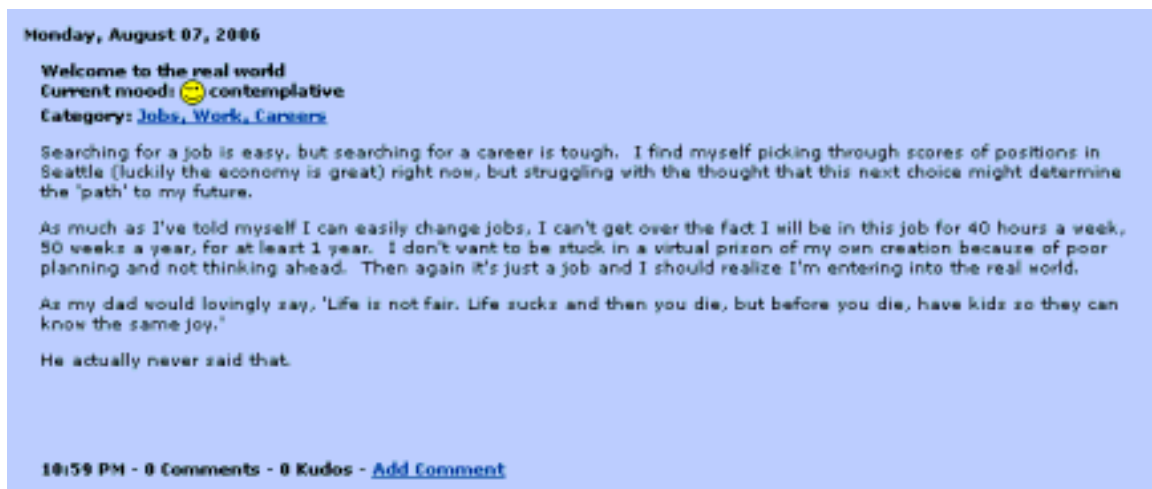 Monday, August 07, 2006
Welcome to the real world
Current mood: contemplative
Category: Jobs, Work, Careers
Searching for a job is easy, but searching for a career is tough.  I find myself picking through scores of positions in
Seattle (luckily the economy is great) right now, but struggling with the thought that this next choice might determine
the 'path' to my future.
As much as I've told myself I can easily change jobs, I can't get over the fact I will be in this job for 40 hours a week,
50 weeks a year, for at least 1 year.  I don't want to be stuck in a virtual prison of my own creation because of poor
planning and not thinking ahead.  Then again it's just a job and I should realize I'm entering into the real world.
As my dad would lovingly say, 'Life is not fair. Life sucks and then you die, but before you die, have kids so they can
know the same joy.'
He actually never said that.
10:59 PM - 0 Comments - 0 Kudos - Add Comment